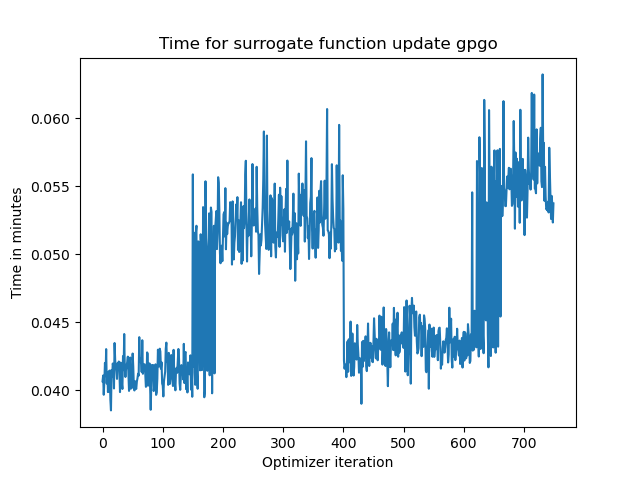 Time for surrogate function update gpgo
0.060
0.055
0.050
0.045
0.040
Time in minutes
0 100 200 300 400 500 600 700
Optimizer iteration